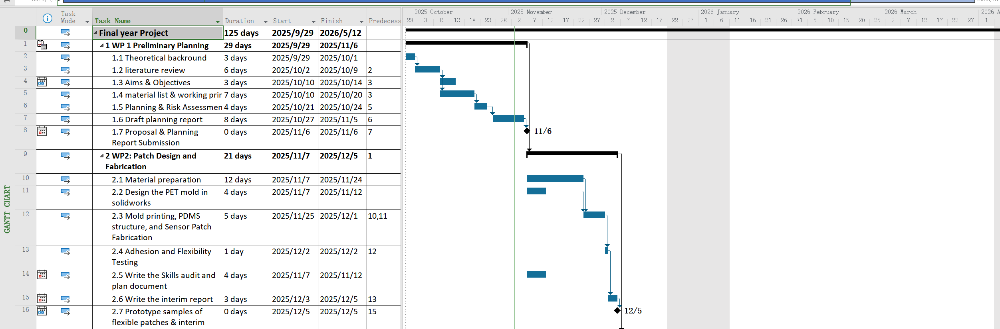 Task Mode Task Name Duration Start Finish Predecess
2025 October 2025 November 2025 December 2026 January 2026 February 2026 March 2026 A
28 3 8 13 18 23 28 2 7 12 17 22 27 2 7 12 17 22 27 1 6 11 16 21 26 31 5 10 15 20 25 2 7 12 17 22 27 1
0 Final year Project 125 days 2025/9/29 2026/5/12
1 1 WP 1 Preliminary Planning 29 days 2025/9/29 2025/11/6
2 1.1 Theoretical backround 3 days 2025/9/29 2025/10/1
3 1.2 literature review 6 days 2025/10/2 2025/10/9 2
4 1.3 Aims & Objectives 3 days 2025/10/10 2025/10/14 3
5 1.4 material list & working prin 7 days 2025/10/10 2025/10/20 3
6 1.5 Planning & Risk Assessmen 4 days 2025/10/21 2025/10/24 5
7 1.6 Draft planning report 8 days 2025/10/27 2025/11/5 6
8 1.7 Proposal & Planning 0 days 2025/11/6 2025/11/6 7 11/6
Report Submission
9 2 WP2: Patch Design and 21 days 2025/11/7 2025/12/5 1
Fabrication
10 2.1 Material preparation 12 days 2025/11/7 2025/11/24
11 2.2 Design the PET mold in 4 days 2025/11/7 2025/11/12
solidworks
12 2.3 Mold printing, PDMS 5 days 2025/11/25 2025/12/1 10,11
structure, and Sensor Patch
Fabrication
13 2.4 Adhesion and Flexibility 1 day 2025/12/2 2025/12/2 12
Testing
14 2.5 Write the Skills audit and 4 days 2025/11/7 2025/11/12
plan document
15 2.6 Write the interim report 3 days 2025/12/3 2025/12/5 13
16 2.7 Prototype samples of 0 days 2025/12/5 2025/12/5 15 12/5
flexible patches & interim
GANTT CHART